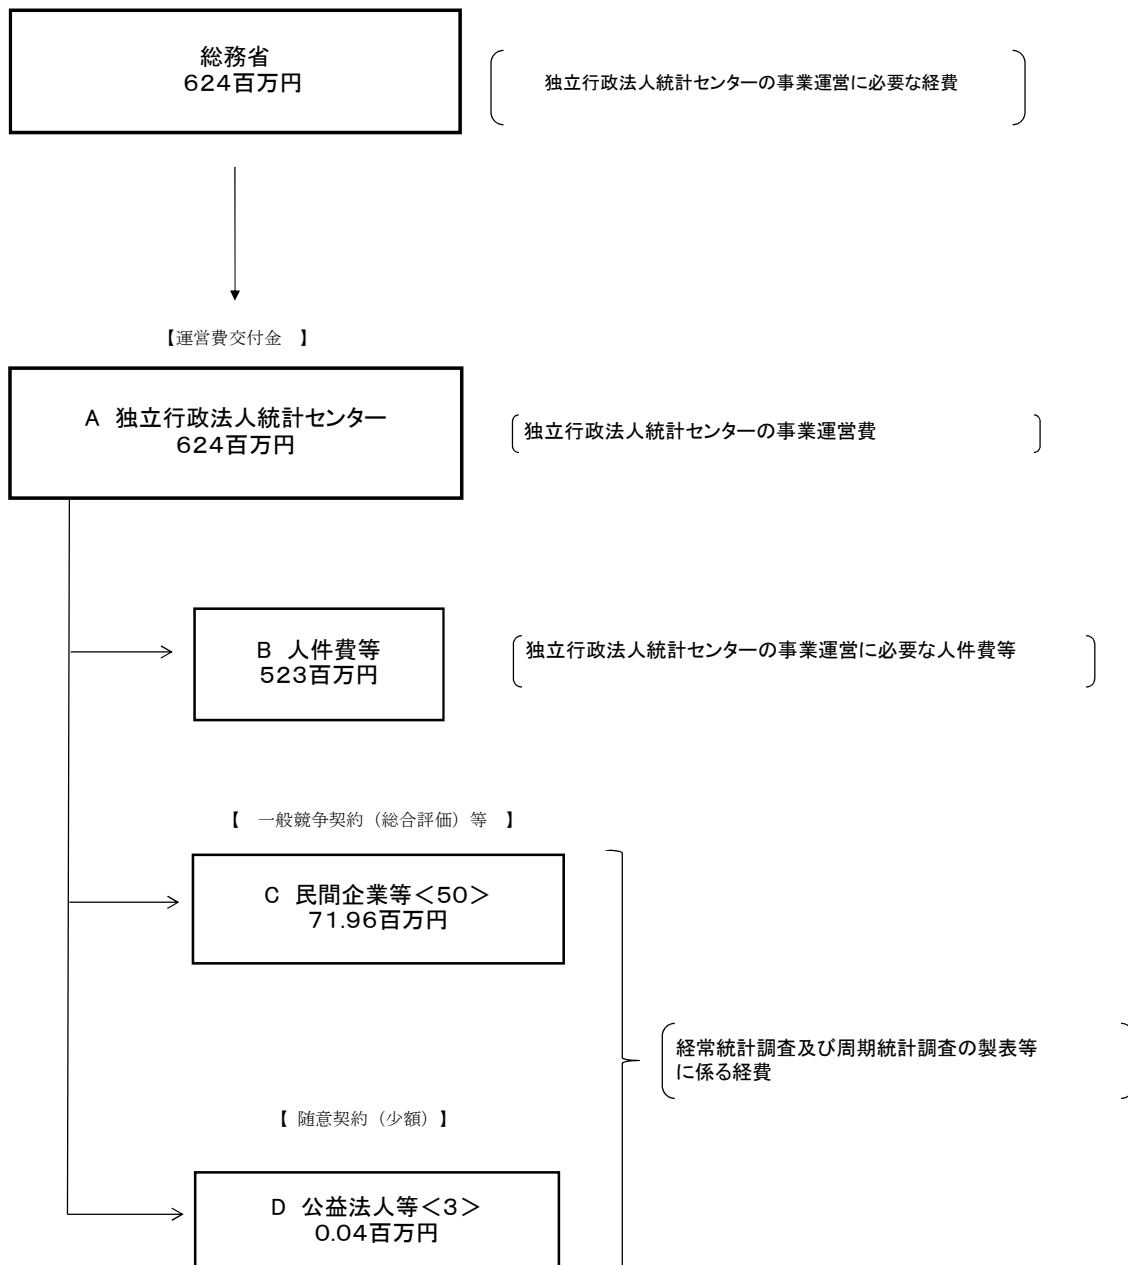 総務省
624百万円
独立行政法人統計センターの事業運営に必要な経費
【運営費交付金　】
A　独立行政法人統計センター
624百万円
独立行政法人統計センターの事業運営費
B　人件費等
523百万円
独立行政法人統計センターの事業運営に必要な人件費等
【　一般競争契約（総合評価）等　】
C　民間企業等＜50＞
71.96百万円
経常統計調査及び周期統計調査の製表等
に係る経費
【 随意契約（少額）】
D　公益法人等＜3＞
0.04百万円